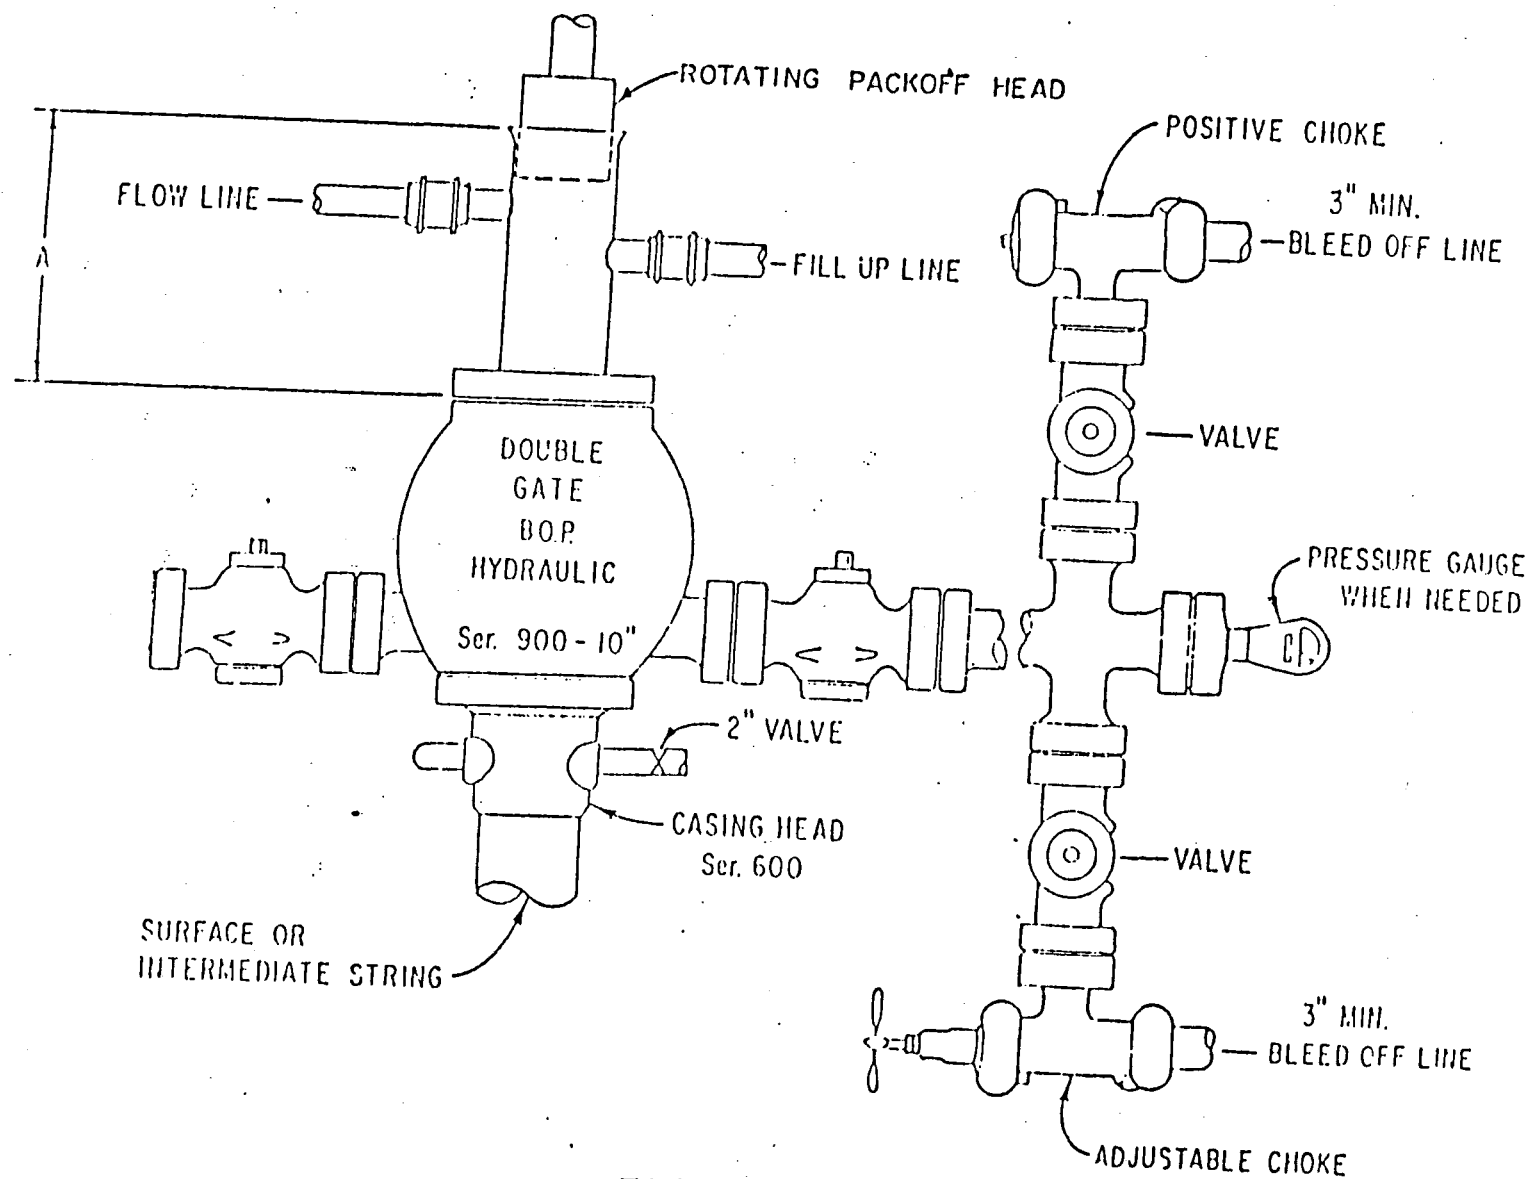 ROTATING PACKOFF HEAD
POSITIVE CHOKE
FLOW LINE
3" MIN.
BLEED OFF LINE
A
FILL UP LINE
DOUBLE
GATE
B.O.P.
HYDRAULIC
Ser. 900-10"
VALVE
PRESSURE GAUGE
WHEN NEEDED
2" VALVE
CASING HEAD
Ser. 600
VALVE
SURFACE OR
INTERMEDIATE STRING
3" MIN.
BLEED OFF LINE
ADJUSTABLE CHOKE